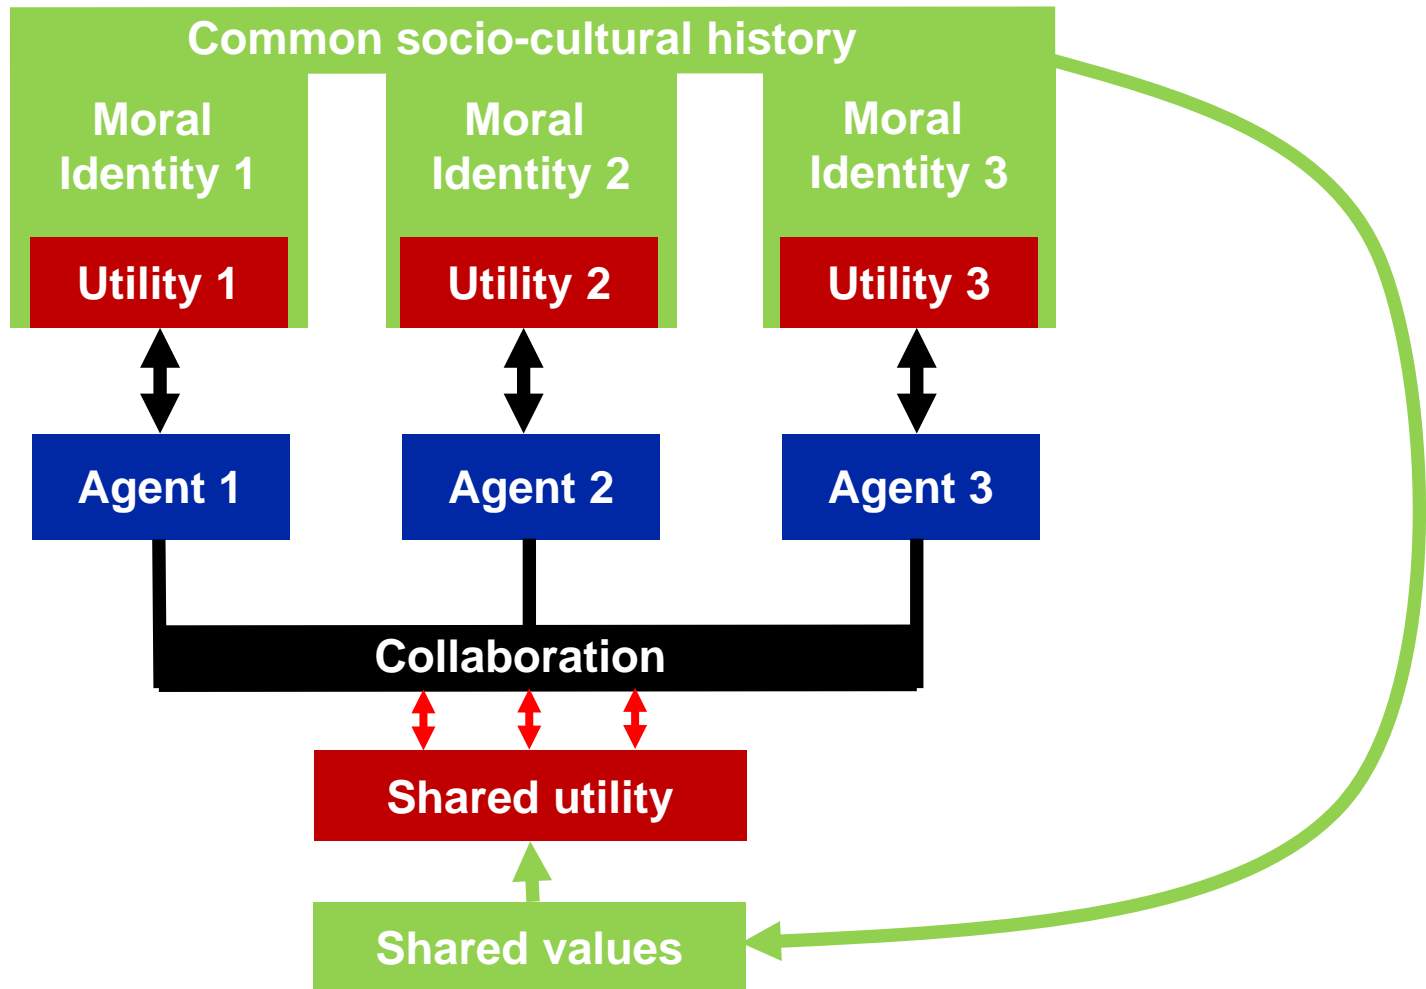 Common socio-cultural history
Moral
Identity 1
Moral
Identity 2
Moral
Identity 3
Utility 1
Utility 2
Utility 3
Agent 1
Agent 2
Agent 3
Collaboration
Shared utility
Shared values